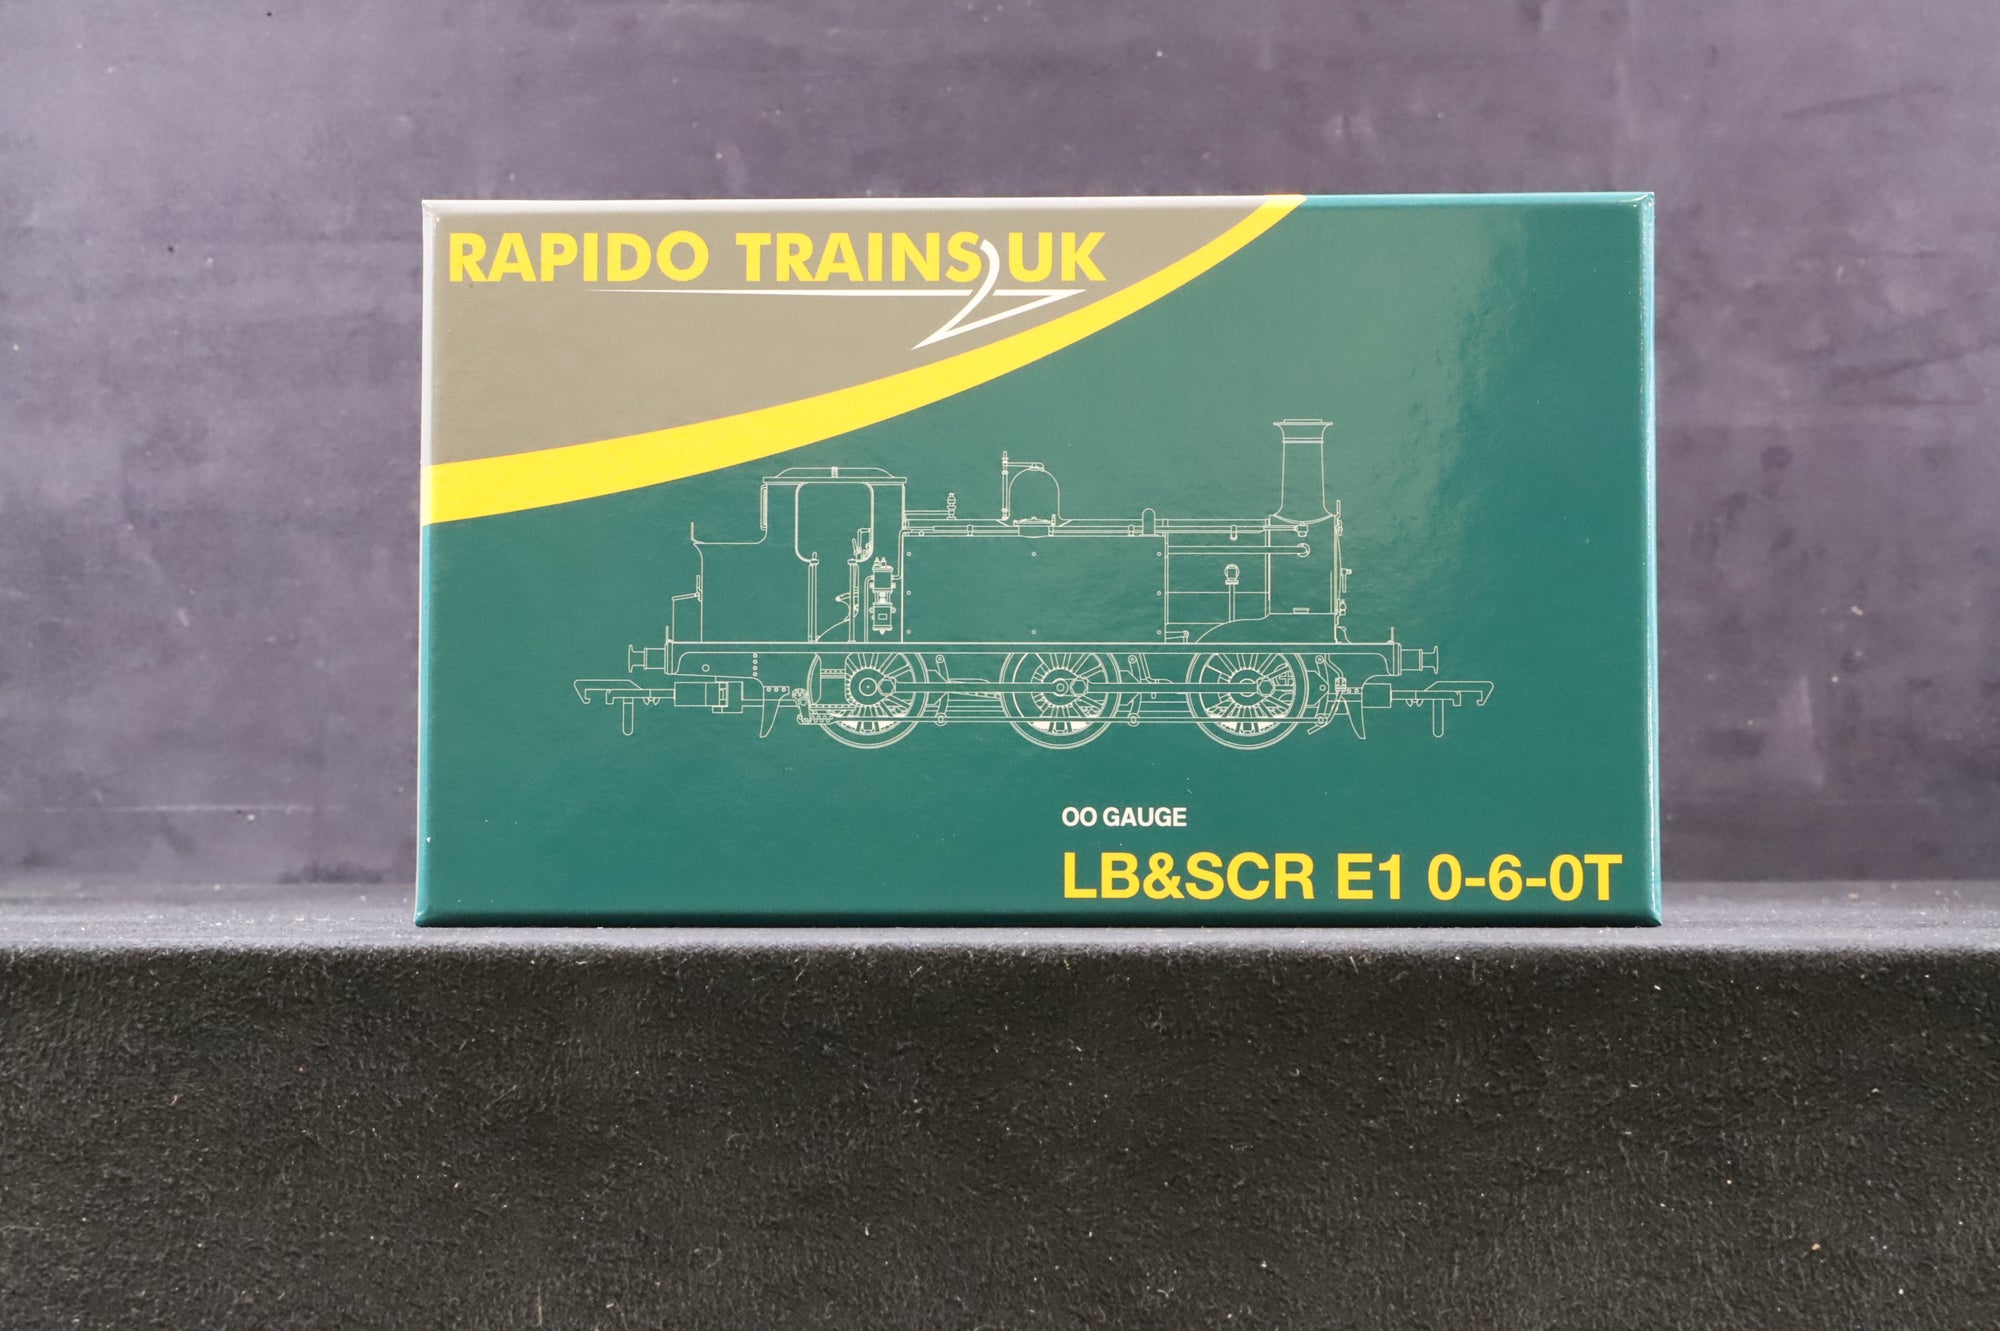 RAPIDO TRAINS UK
OO GAUGE
LB&SCR E1 0-6-0T